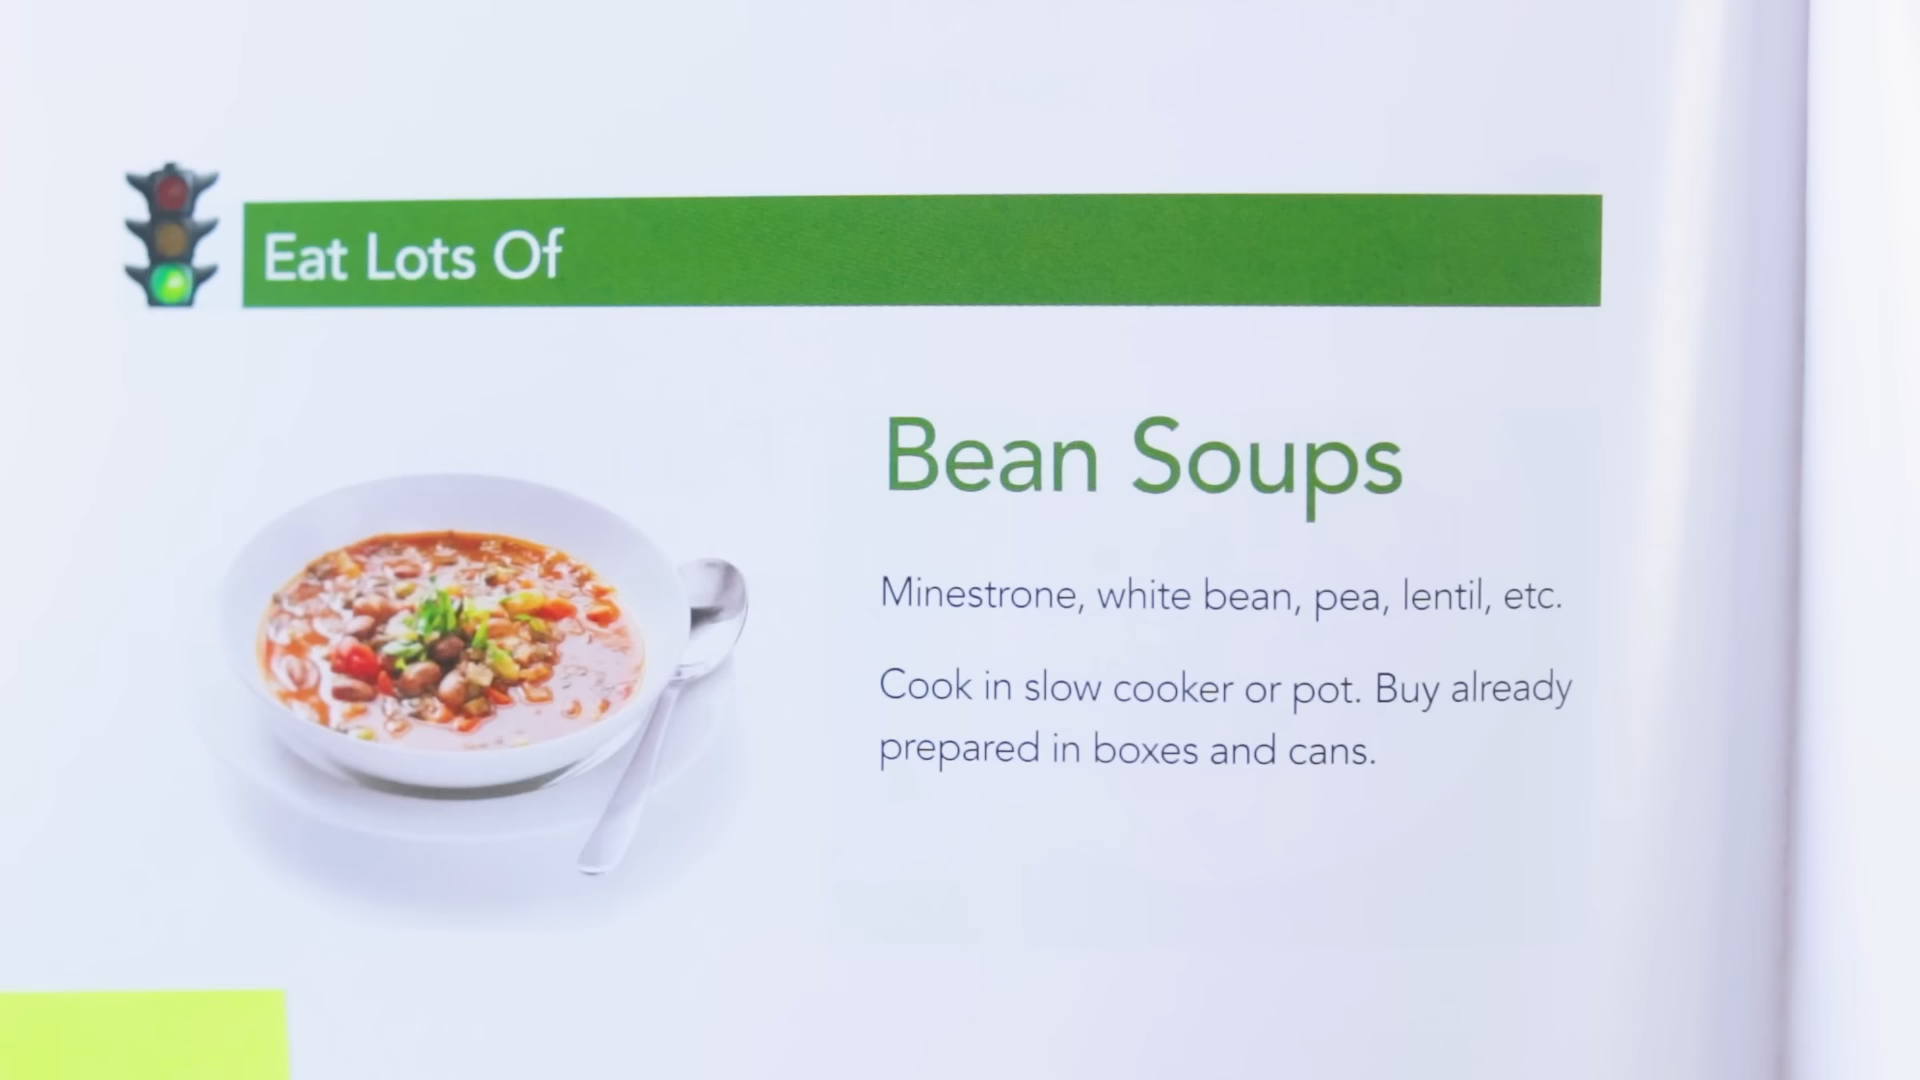 Eat Lots Of
Bean Soups
Minestrone, white bean, pea, lentil, etc.
Cook in slow cooker or pot. Buy already
prepared in boxes and cans.